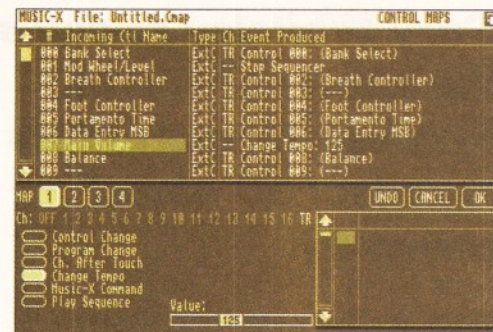 MUSIC-X File: Untitled.Cmap CONTROL MAPS
# Incoming Ctl Name Type Ch Event Produced
000 Bank Select ExtC TR Control 000: (Bank Select)
001 Mod Wheel/Level ExtC -- Stop Sequencer
002 Breath Controller ExtC TR Control 002: (Breath Controller)
003 --- ExtC TR Control 003: (---)
004 Foot Controller ExtC TR Control 004: (Foot Controller)
005 Portamento Time ExtC TR Control 005: (Portamento Time)
006 Data Entry MSB ExtC TR Control 006: (Data Entry MSB)
007 Main Volume ExtC -- Change Tempo: 125
008 Balance ExtC TR Control 008: (Balance)
009 --- ExtC TR Control 009: (---)
MAP 1 2 3 4 UNDO CANCEL OK
Ch: OFF 1 2 3 4 5 6 7 8 9 10 11 12 13 14 15 16 TR
Control Change
Program Change
Ch. After Touch
Change Tempo
Music-X Command
Play Sequence
Value:
125